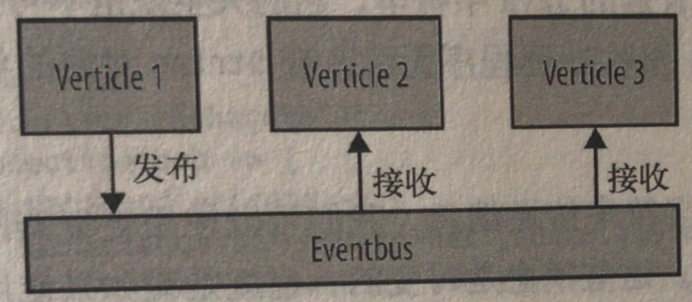 Verticle 1
Verticle 2
Verticle 3
发布
接收
接收
Eventbus